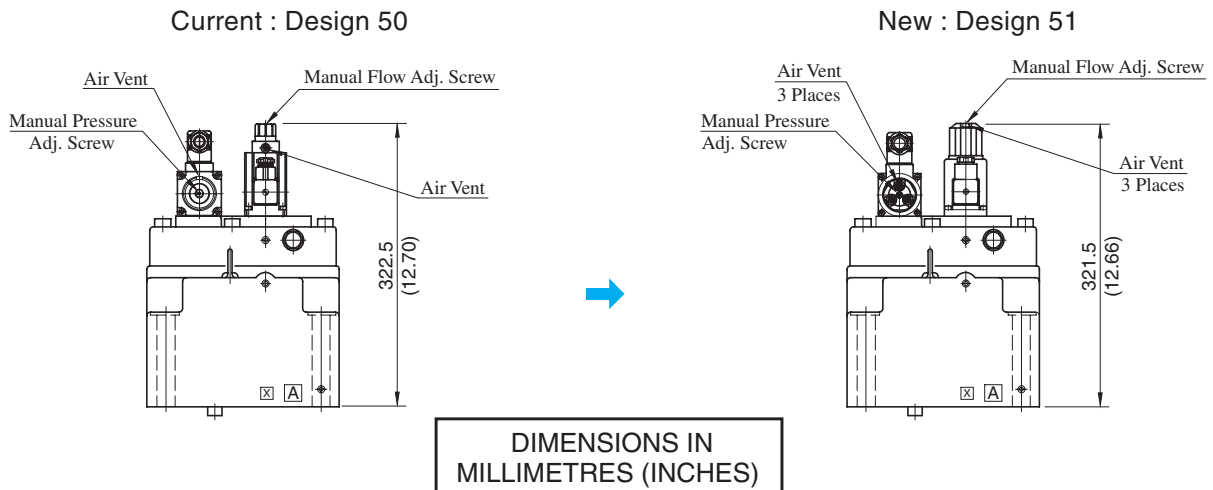 Current : Design 50
Air Vent
Manual Flow Adj. Screw
Manual Pressure
Adj. Screw
Air Vent
322.5
(12.70)
X A
New : Design 51
Air Vent
3 Places
Manual Flow Adj. Screw
Manual Pressure
Adj. Screw
Air Vent
3 Places
321.5
(12.66)
X A
DIMENSIONS IN
MILLIMETRES (INCHES)